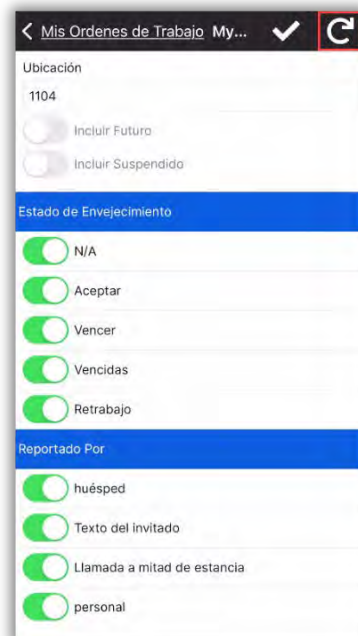 Mis Ordenes de Trabajo My...
Ubicación
1104
Incluir Futuro
Incluir Suspendido
Estado de Envejecimiento
N/A
Aceptar
Vencer
Vencidas
Retrabajo
Reportado Por
huésped
Texto del invitado
Llamada a mitad de estancia
personal